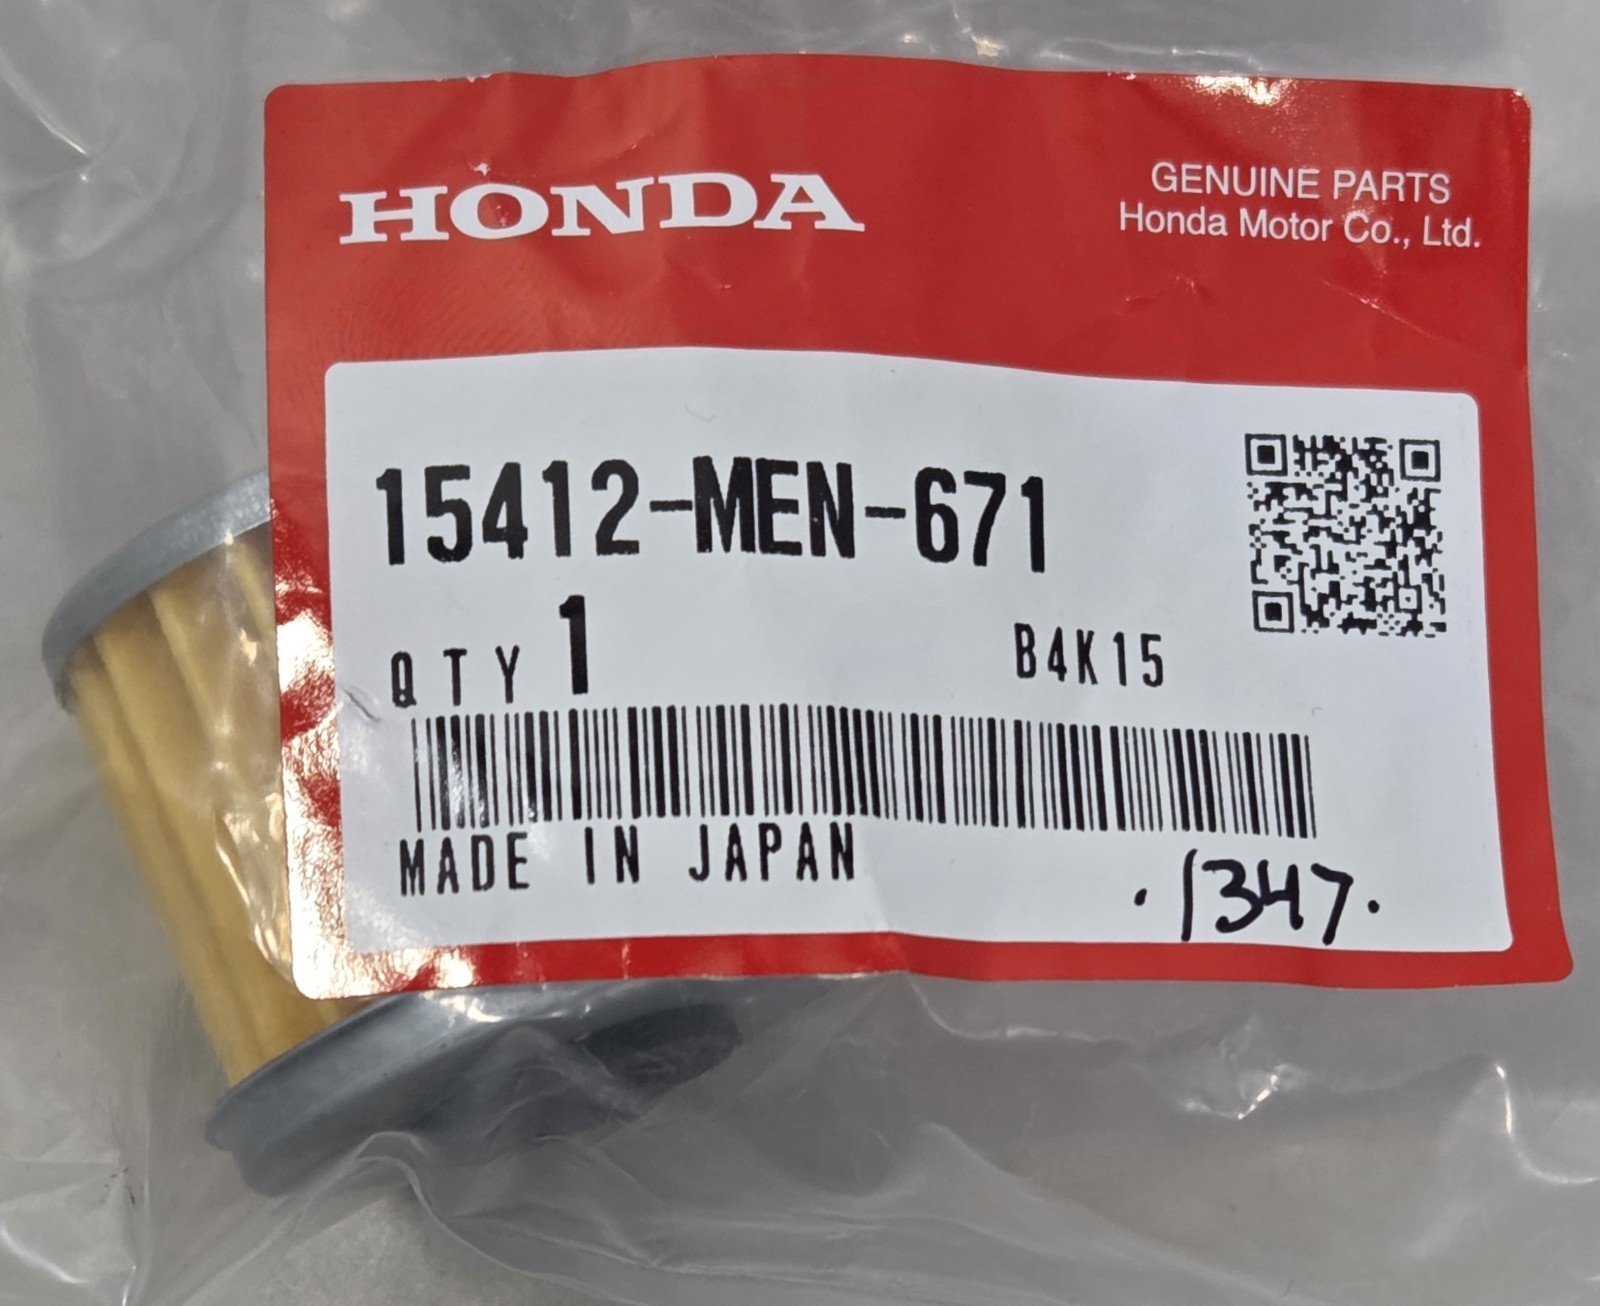 HONDA
GENUINE PARTS
Honda Motor Co., Ltd.
15412-MEN-671
QTY 1
B4K15
MADE IN JAPAN
.1347.